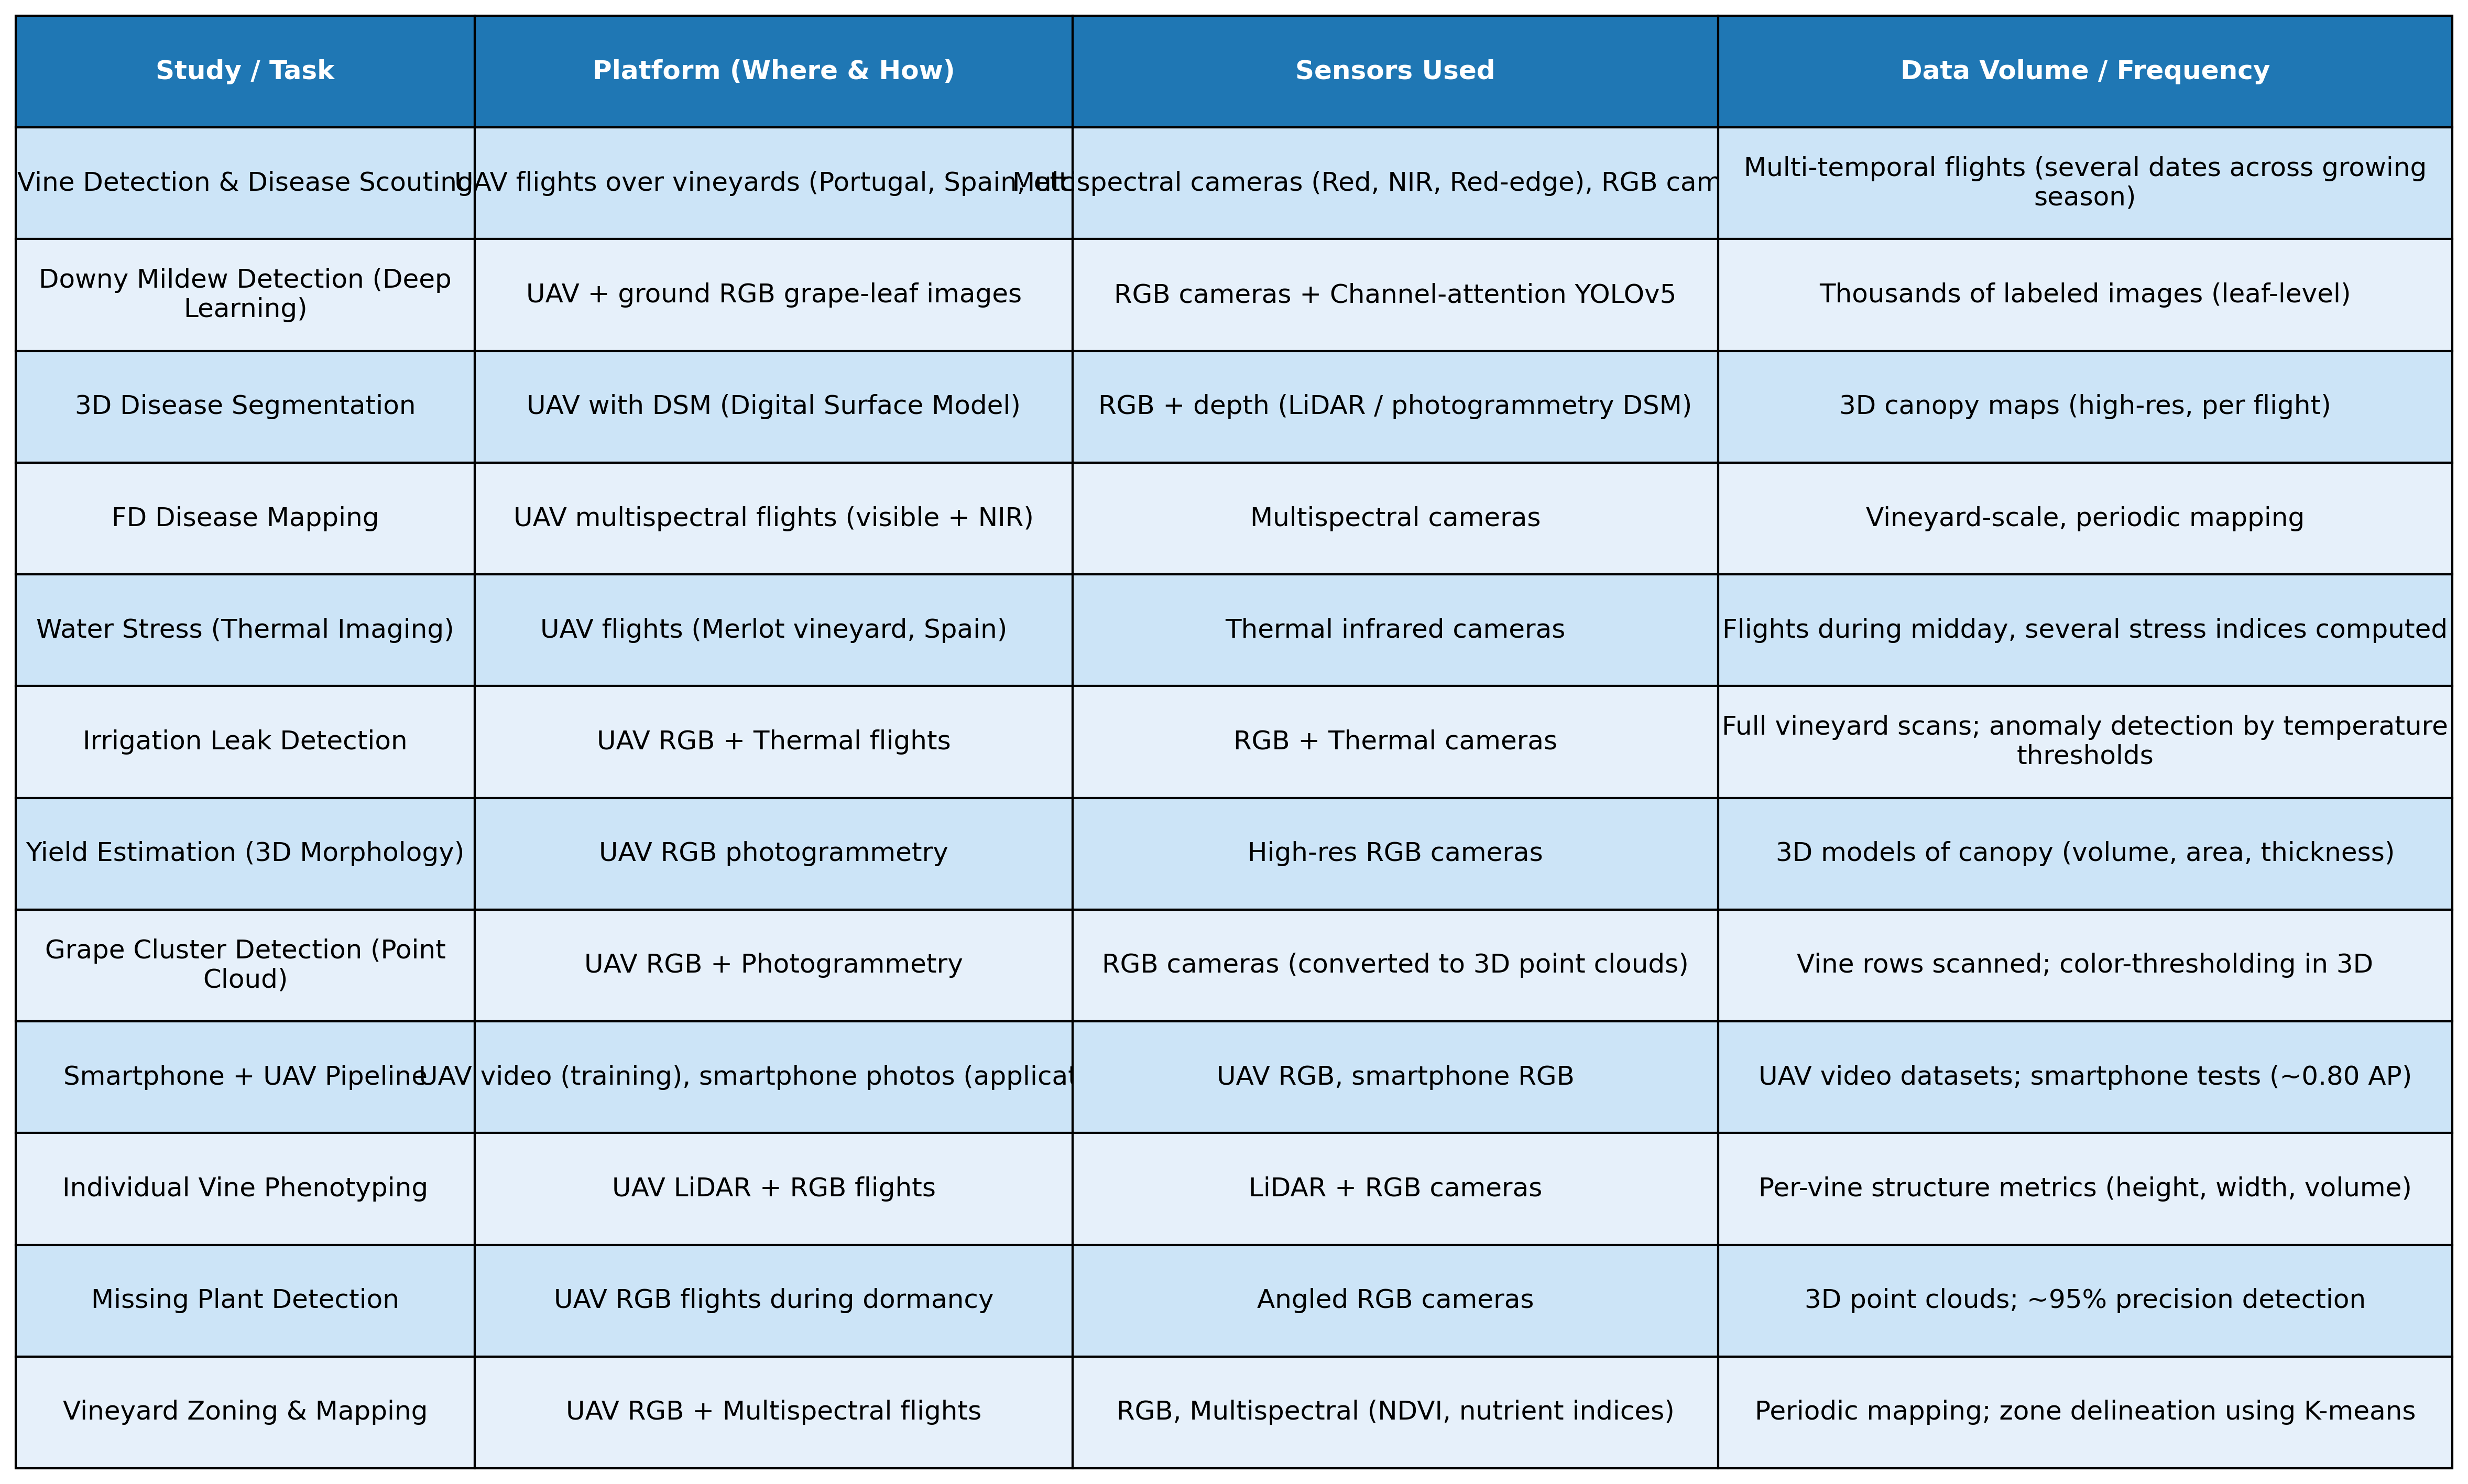 Study / Task
Platform (Where & How)
Sensors Used
Data Volume / Frequency
Vine Detection & Disease Scouting
UAV flights over vineyards (Portugal, Spain, etc
Multispectral cameras (Red, NIR, Red-edge), RGB cam
Multi-temporal flights (several dates across growing
season)
Downy Mildew Detection (Deep
Learning)
UAV + ground RGB grape-leaf images
RGB cameras + Channel-attention YOLOv5
Thousands of labeled images (leaf-level)
3D Disease Segmentation
UAV with DSM (Digital Surface Model)
RGB + depth (LiDAR / photogrammetry DSM)
3D canopy maps (high-res, per flight)
FD Disease Mapping
UAV multispectral flights (visible + NIR)
Multispectral cameras
Vineyard-scale, periodic mapping
Water Stress (Thermal Imaging)
UAV flights (Merlot vineyard, Spain)
Thermal infrared cameras
Flights during midday, several stress indices computed
Irrigation Leak Detection
UAV RGB + Thermal flights
RGB + Thermal cameras
Full vineyard scans; anomaly detection by temperature
thresholds
Yield Estimation (3D Morphology)
UAV RGB photogrammetry
High-res RGB cameras
3D models of canopy (volume, area, thickness)
Grape Cluster Detection (Point
Cloud)
UAV RGB + Photogrammetry
RGB cameras (converted to 3D point clouds)
Vine rows scanned; color-thresholding in 3D
Smartphone + UAV Pipeline
UAV video (training), smartphone photos (applicat
UAV RGB, smartphone RGB
UAV video datasets; smartphone tests (~0.80 AP)
Individual Vine Phenotyping
UAV LiDAR + RGB flights
LiDAR + RGB cameras
Per-vine structure metrics (height, width, volume)
Missing Plant Detection
UAV RGB flights during dormancy
Angled RGB cameras
3D point clouds; ~95% precision detection
Vineyard Zoning & Mapping
UAV RGB + Multispectral flights
RGB, Multispectral (NDVI, nutrient indices)
Periodic mapping; zone delineation using K-means